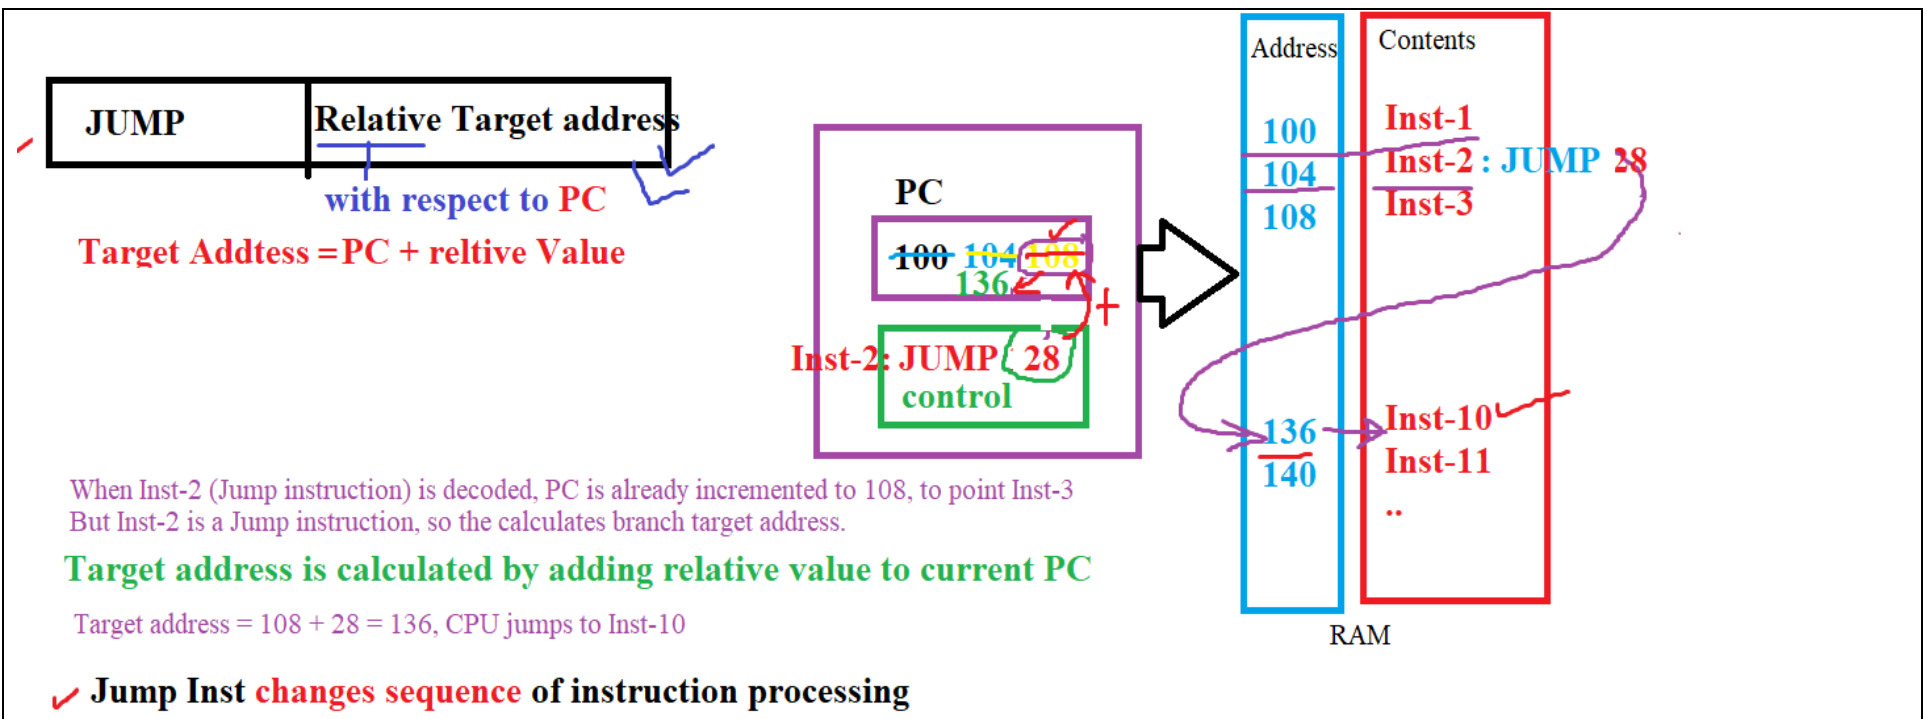 JUMP Relative Target address
with respect to PC
Target Addtess = PC + reltive Value
PC
100 104 108
136
+
Inst-2: JUMP 28
control
Address Contents
100 Inst-1
104 Inst-2 : JUMP 28
108 Inst-3
136 Inst-10
140 Inst-11
..
RAM
When Inst-2 (Jump instruction) is decoded, PC is already incremented to 108, to point Inst-3
But Inst-2 is a Jump instruction, so the calculates branch target address.
Target address is calculated by adding relative value to current PC
Target address = 108 + 28 = 136, CPU jumps to Inst-10
Jump Inst changes sequence of instruction processing